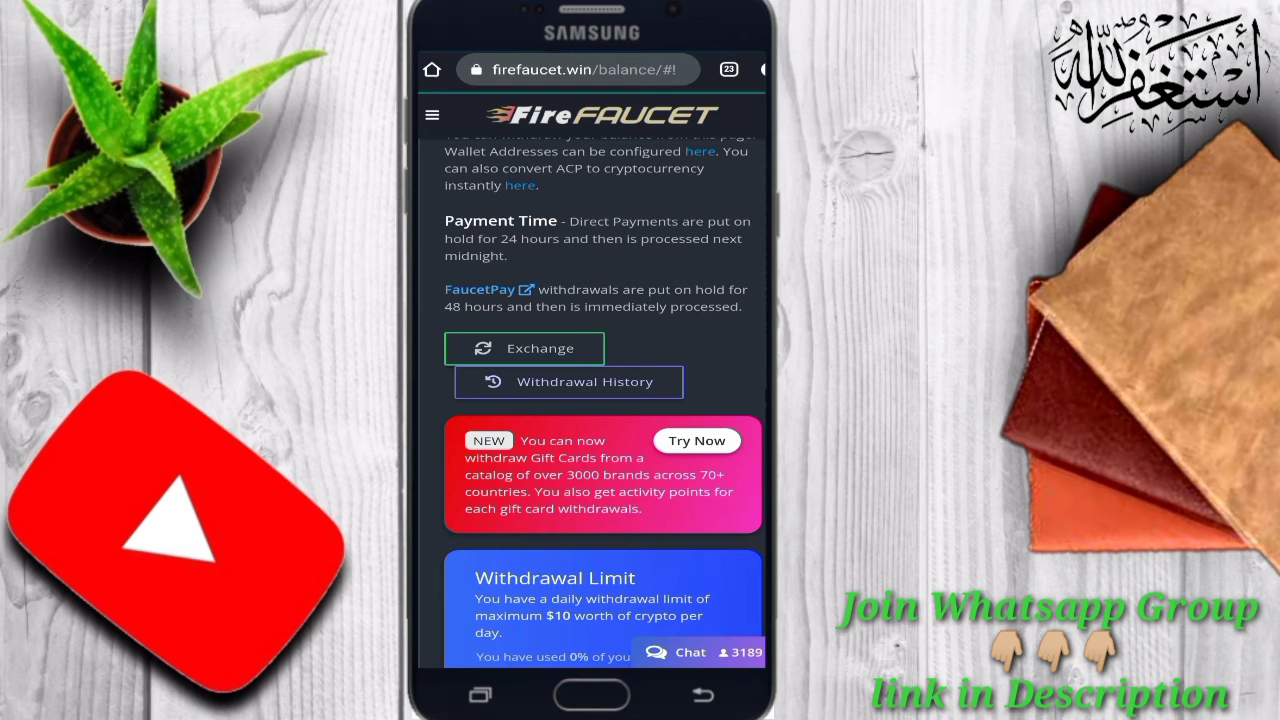 SAMSUNG
firefaucet.win/balance/#!
23
Fire FAUCET
You can withdraw your balance from this page.
Wallet Addresses can be configured here. You
can also convert ACP to cryptocurrency
instantly here.
Payment Time - Direct Payments are put on
hold for 24 hours and then is processed next
midnight.
FaucetPay withdrawals are put on hold for
48 hours and then is immediately processed.
Exchange
Withdrawal History
NEW You can now
Try Now
withdraw Gift Cards from a
catalog of over 3000 brands across 70+
countries. You also get activity points for
each gift card withdrawals.
Withdrawal Limit
You have a daily withdrawal limit of
maximum $10 worth of crypto per
day.
You have used 0% of you
Chat 3189
أستغفر الله
Join Whatsapp Group
👇🏽👇🏽👇🏽
link in Description